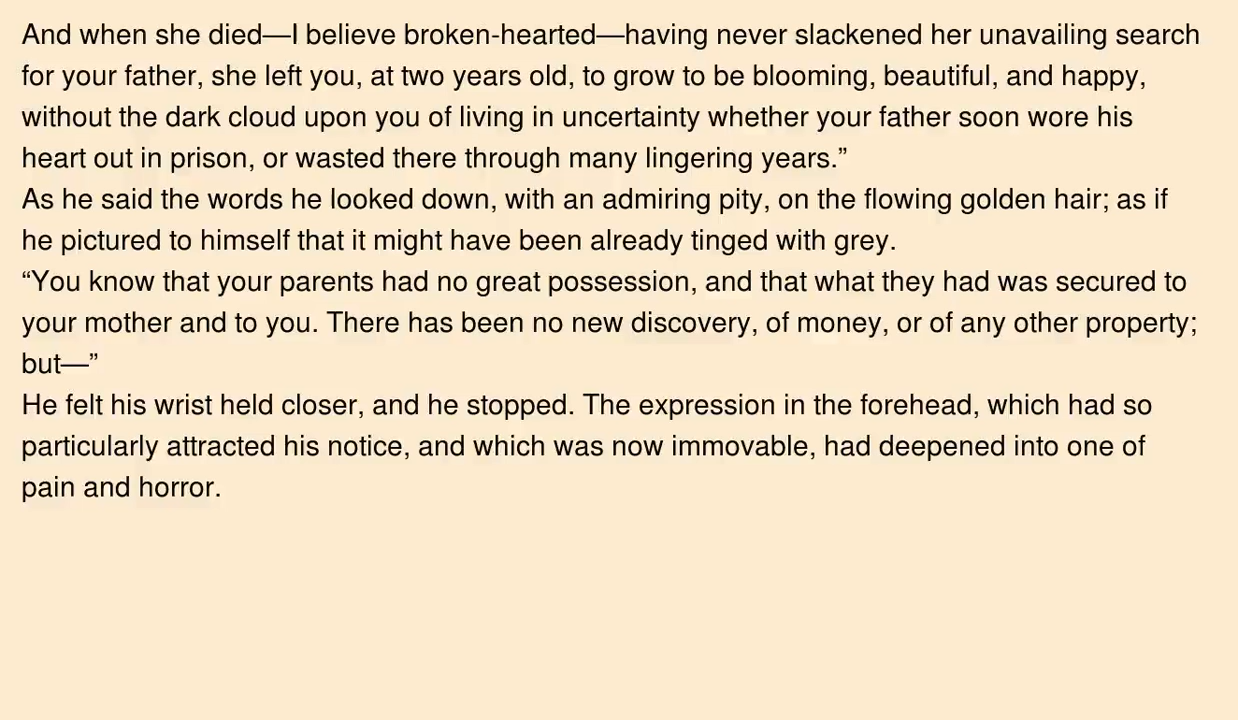 And when she died—I believe broken-hearted—having never slackened her unavailing search
for your father, she left you, at two years old, to grow to be blooming, beautiful, and happy,
without the dark cloud upon you of living in uncertainty whether your father soon wore his
heart out in prison, or wasted there through many lingering years.”
As he said the words he looked down, with an admiring pity, on the flowing golden hair; as if
he pictured to himself that it might have been already tinged with grey.
“You know that your parents had no great possession, and that what they had was secured to
your mother and to you. There has been no new discovery, of money, or of any other property;
but—”
He felt his wrist held closer, and he stopped. The expression in the forehead, which had so
particularly attracted his notice, and which was now immovable, had deepened into one of
pain and horror.